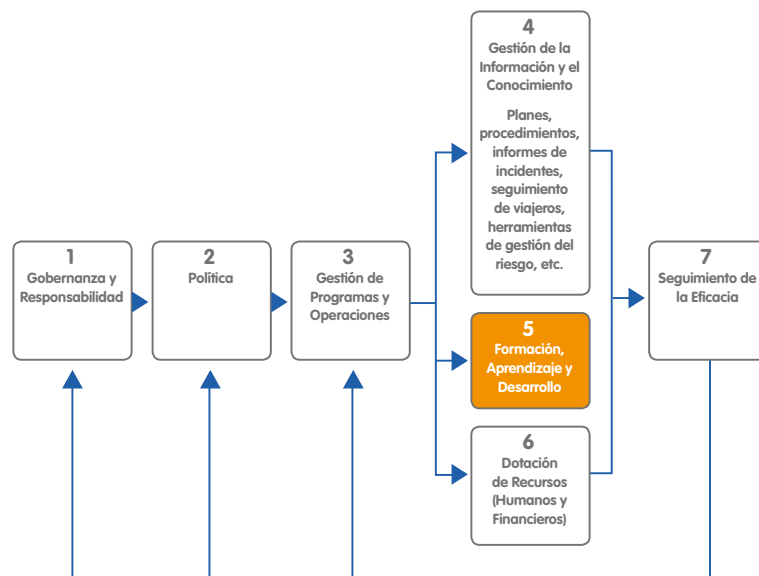 1
Gobernanza y
Responsabilidad
2
Política
3
Gestión de
Programas y
Operaciones
4
Gestión de la
Información y el
Conocimiento
Planes,
procedimientos,
informes de
incidentes,
seguimiento
de viajeros,
herramientas
de gestión del
riesgo, etc.
5
Formación,
Aprendizaje y
Desarrollo
6
Dotación
de Recursos
(Humanos y
Financieros)
7
Seguimiento de
la Eficacia